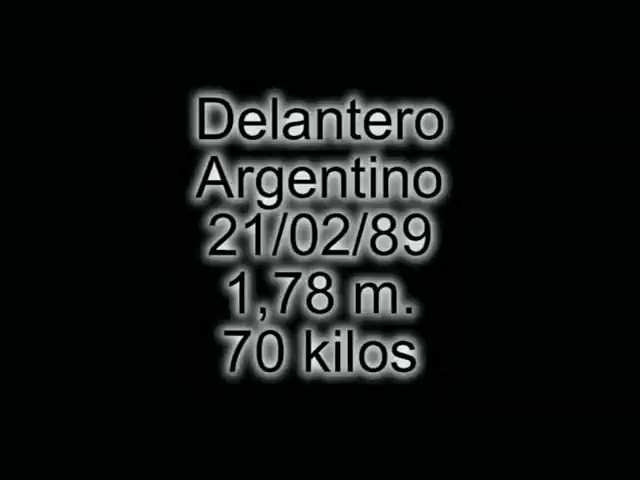 Delantero
Argentino
21/02/89
1,78 m.
70 kilos